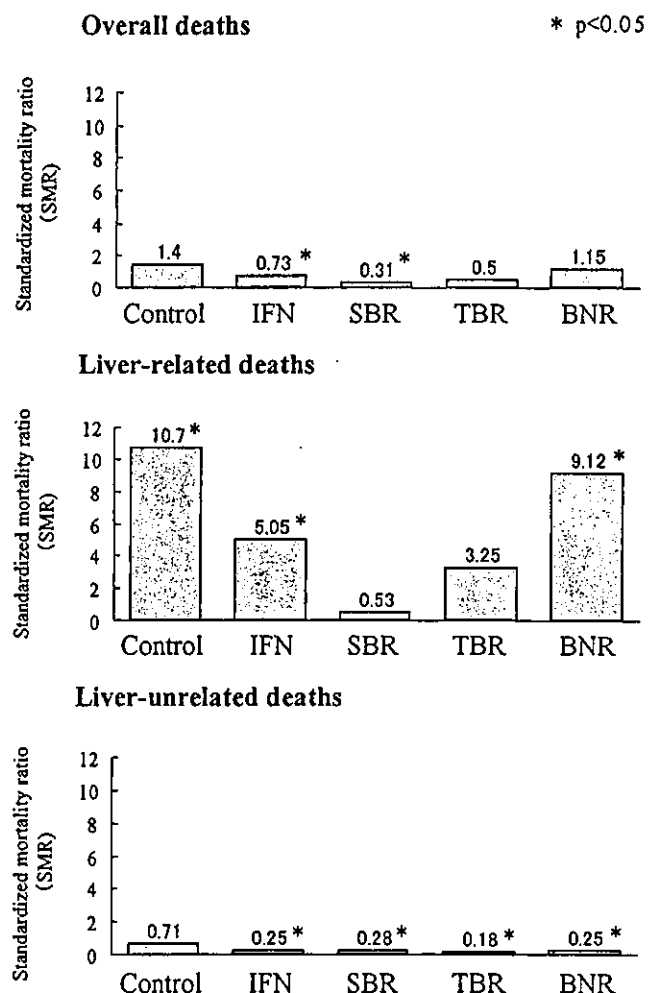 Overall deaths
* p<0.05
Standardized mortality ratio
(SMR)
12
10
8
6
4
2
0
1.4
0.73 *
0.31 *
0.5
1.15
Control IFN SBR TBR BNR
Liver-related deaths
Standardized mortality ratio
(SMR)
12
10
8
6
4
2
0
10.7 *
5.05 *
0.53
3.25
9.12 *
Control IFN SBR TBR BNR
Liver-unrelated deaths
Standardized mortality ratio
(SMR)
12
10
8
6
4
2
0
0.71
0.25 *
0.28 *
0.18 *
0.25 *
Control IFN SBR TBR BNR